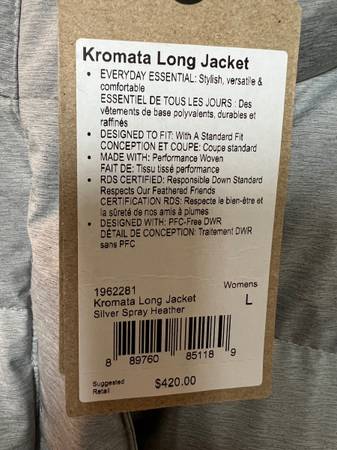 Kromata Long Jacket
• EVERYDAY ESSENTIAL: Stylish, versatile &
comfortable
ESSENTIEL DE TOUS LES JOURS : Des
vêtements de base polyvalents, durables et
raffinés
• DESIGNED TO FIT: With A Standard Fit
CONCEPTION ET COUPE: Coupe standard
• MADE WITH: Performance Woven
FAIT DE: Tissu tissé performance
• RDS CERTIFIED: Responsible Down Standard
Respects Our Feathered Friends
CERTIFICATION RDS: Respecte le bien-être et
la sûreté de nos amis à plumes
• DESIGNED WITH: PFC-Free DWR
DÉTAIL DE CONCEPTION: Traitement DWR
sans PFC
1962281 Womens
Kromata Long Jacket L
Silver Spray Heather
8 89760 85118 9
Suggested
Retail $420.00